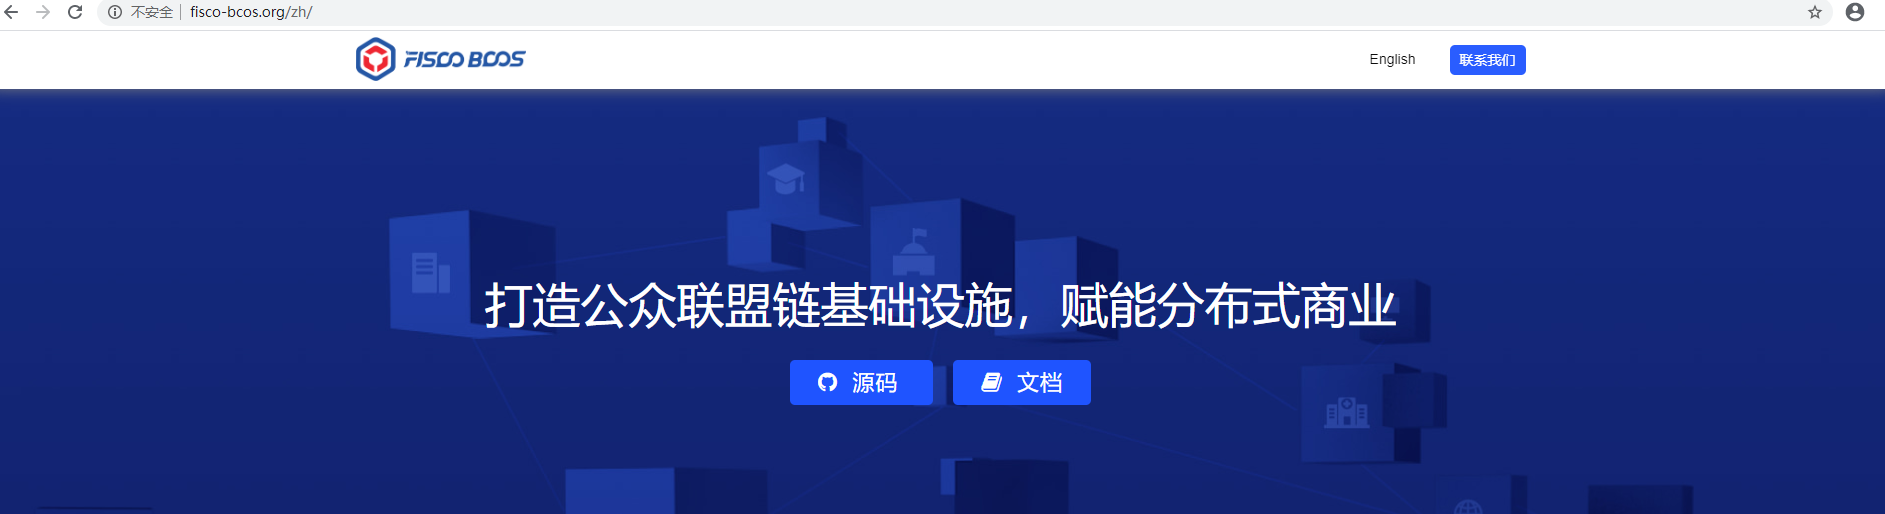 不安全 fisco-bcos.org/zh/
FISCO BCOS
English
联系我们
打造公众联盟链基础设施，赋能分布式商业
源码
文档